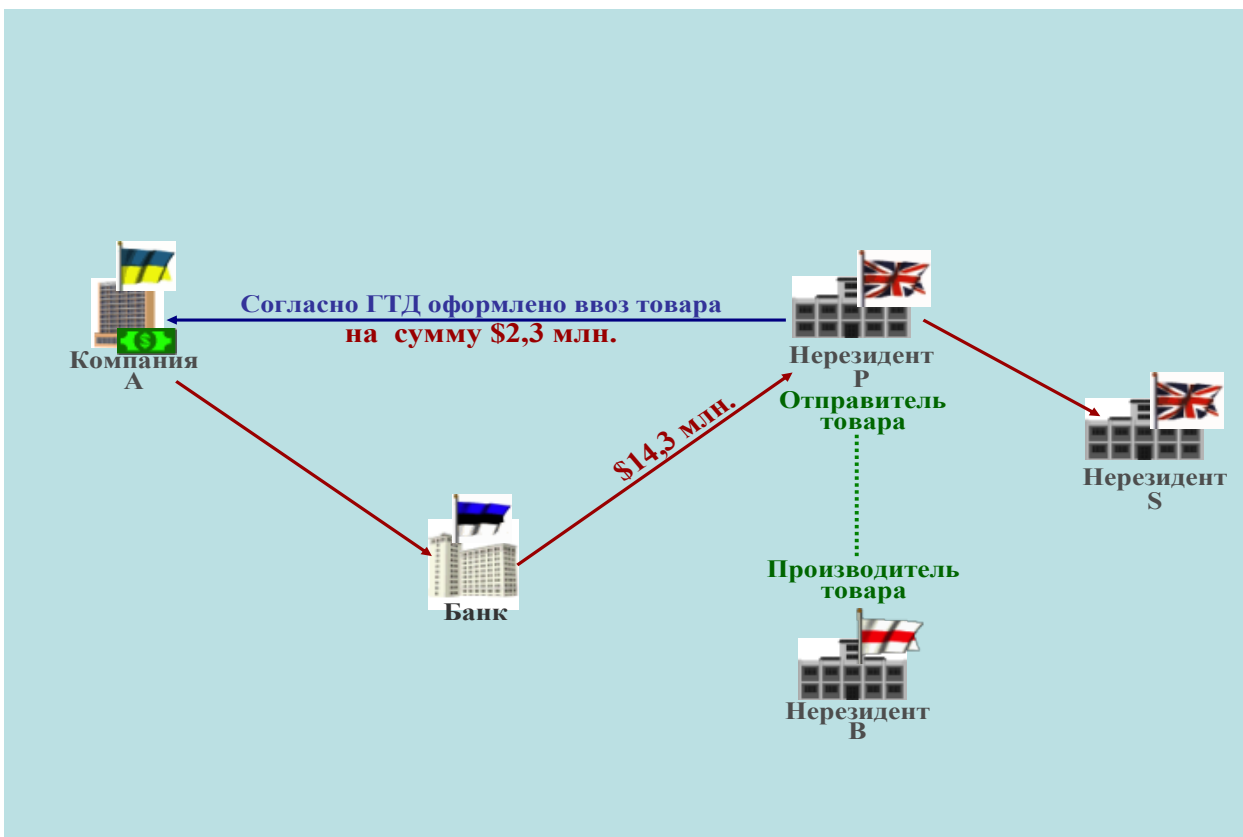 Согласно ГТД оформлено ввоз товара
на сумму $2,3 млн.
Компания
А
Нерезидент
P
Отправитель
товара
$14,3 млн.
Нерезидент
S
Производитель
товара
Банк
Нерезидент
В